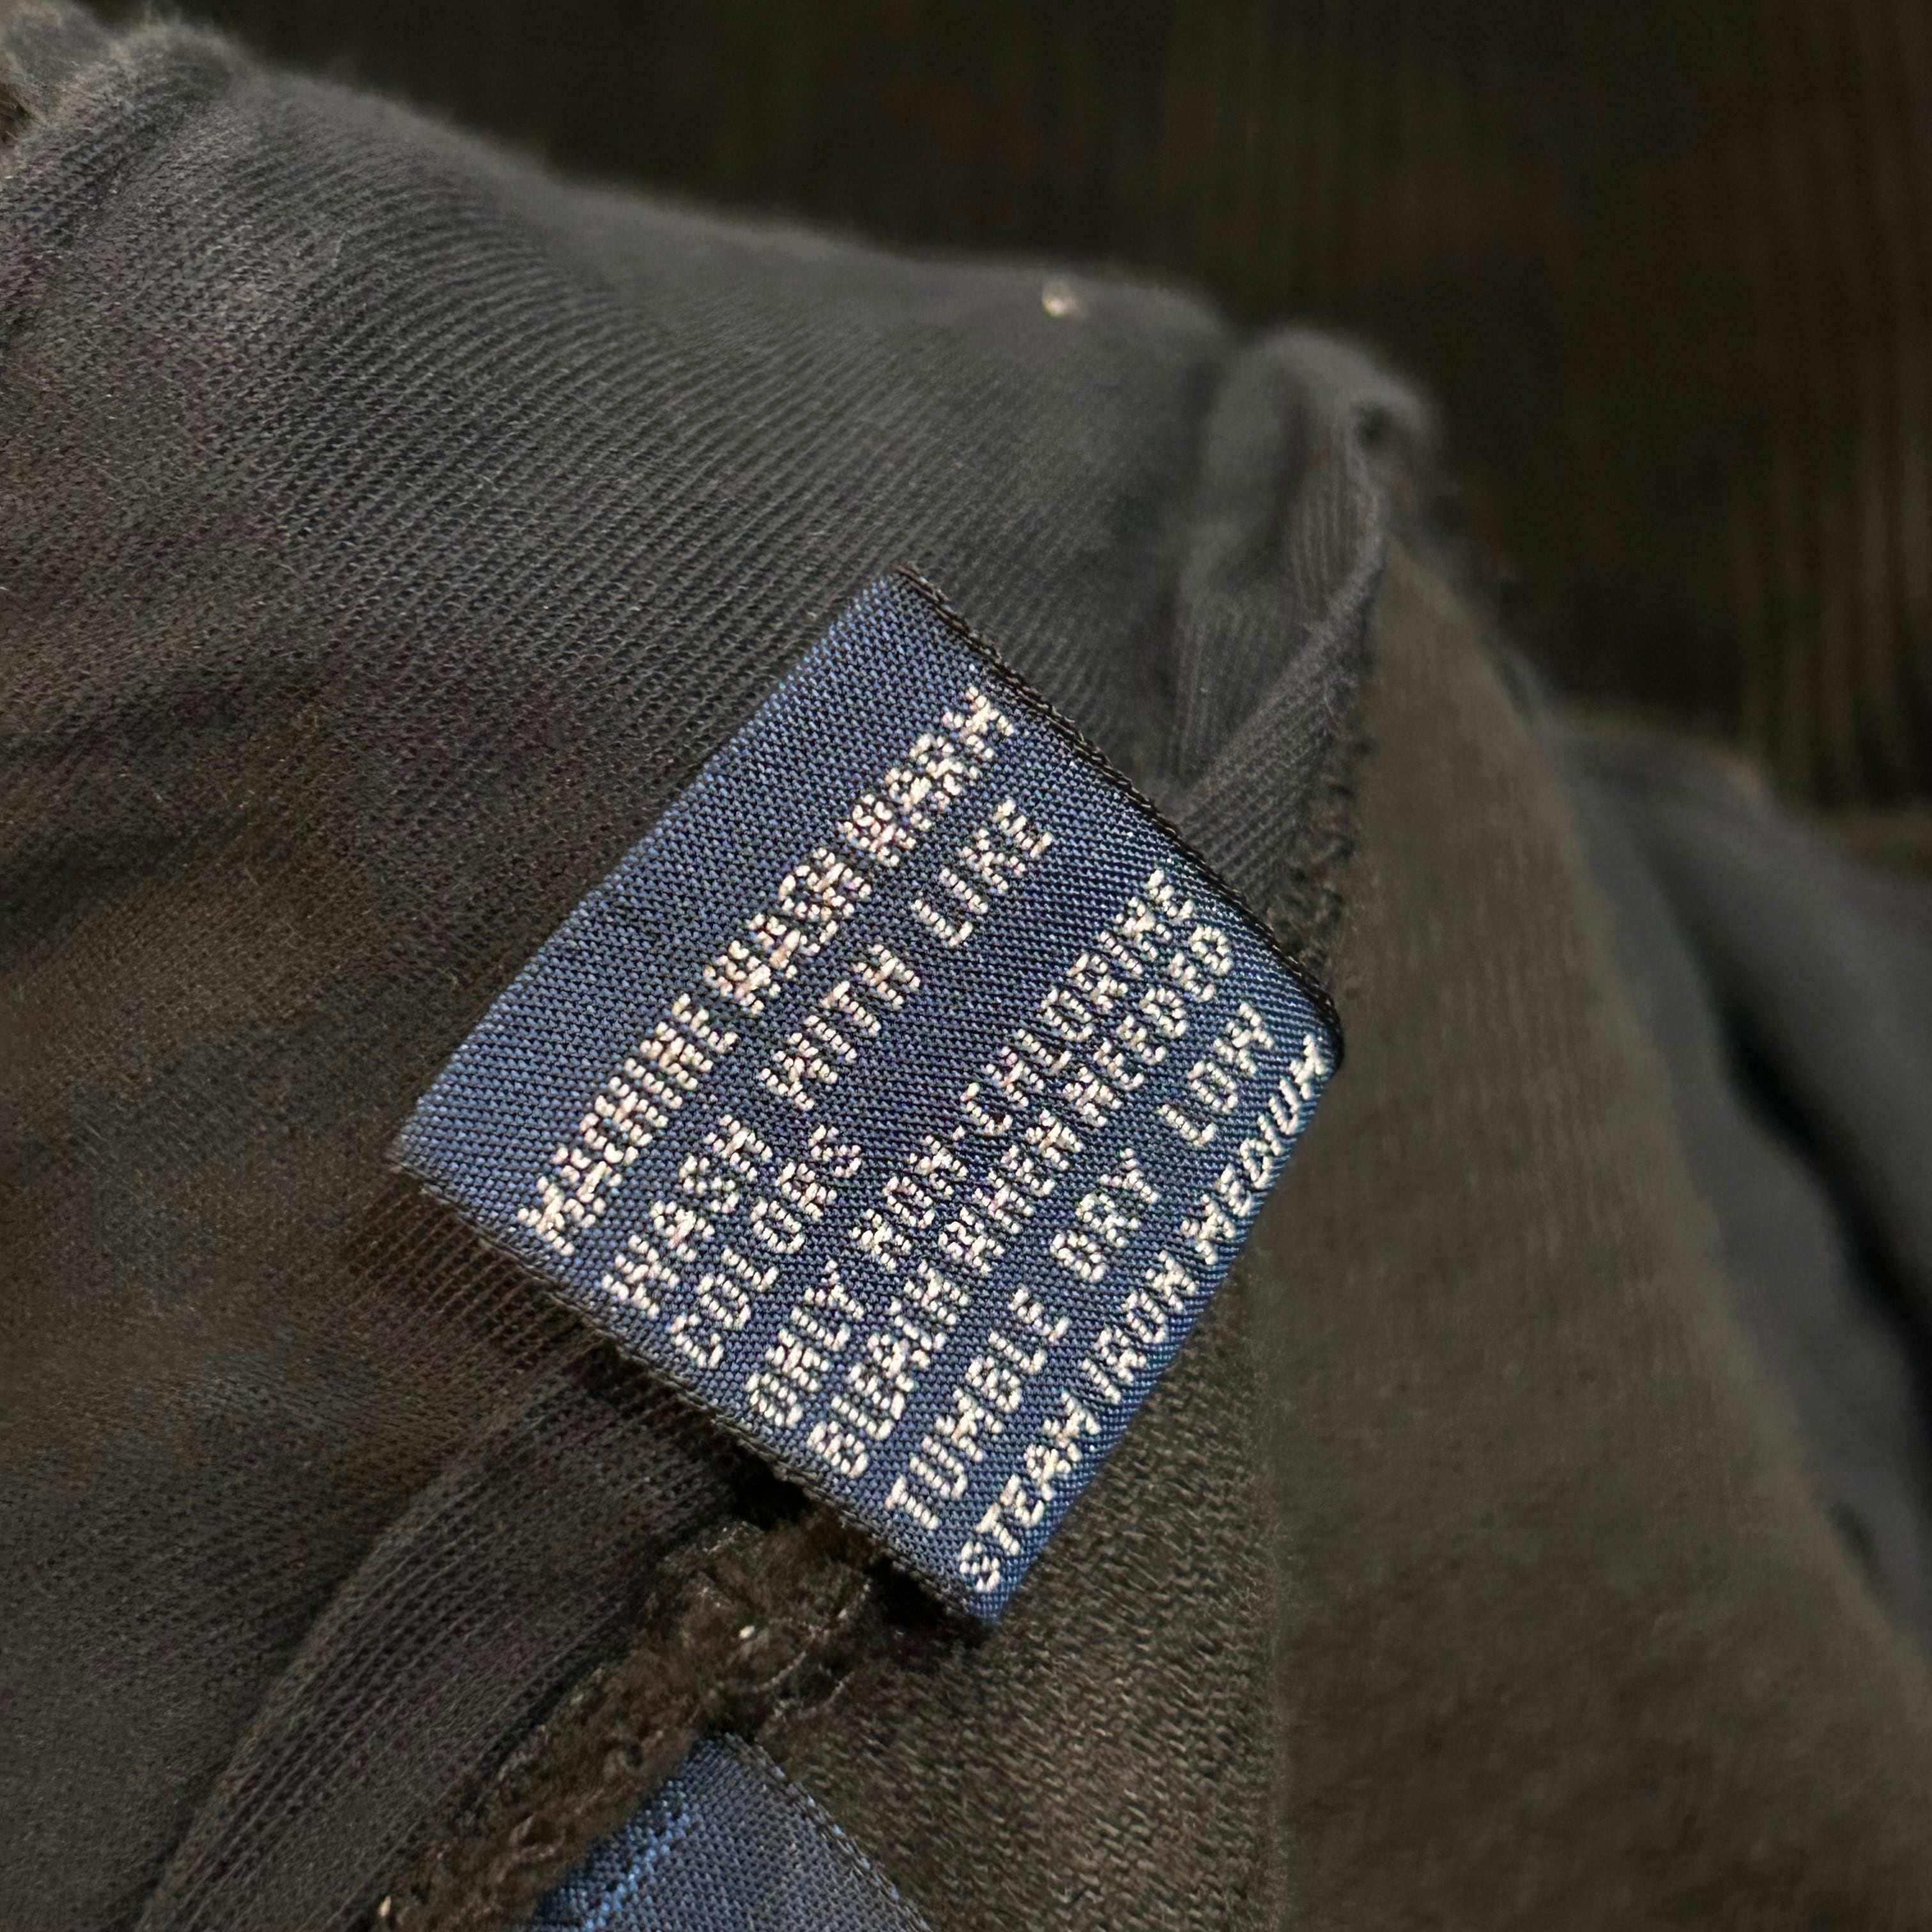 MACHINE WASH WARM
WASH WITH LIKE
COLORS
ONLY NON-CHLORINE
BLEACH WHEN NEEDED
TUMBLE DRY LOW
STEAM IRON MEDIUM